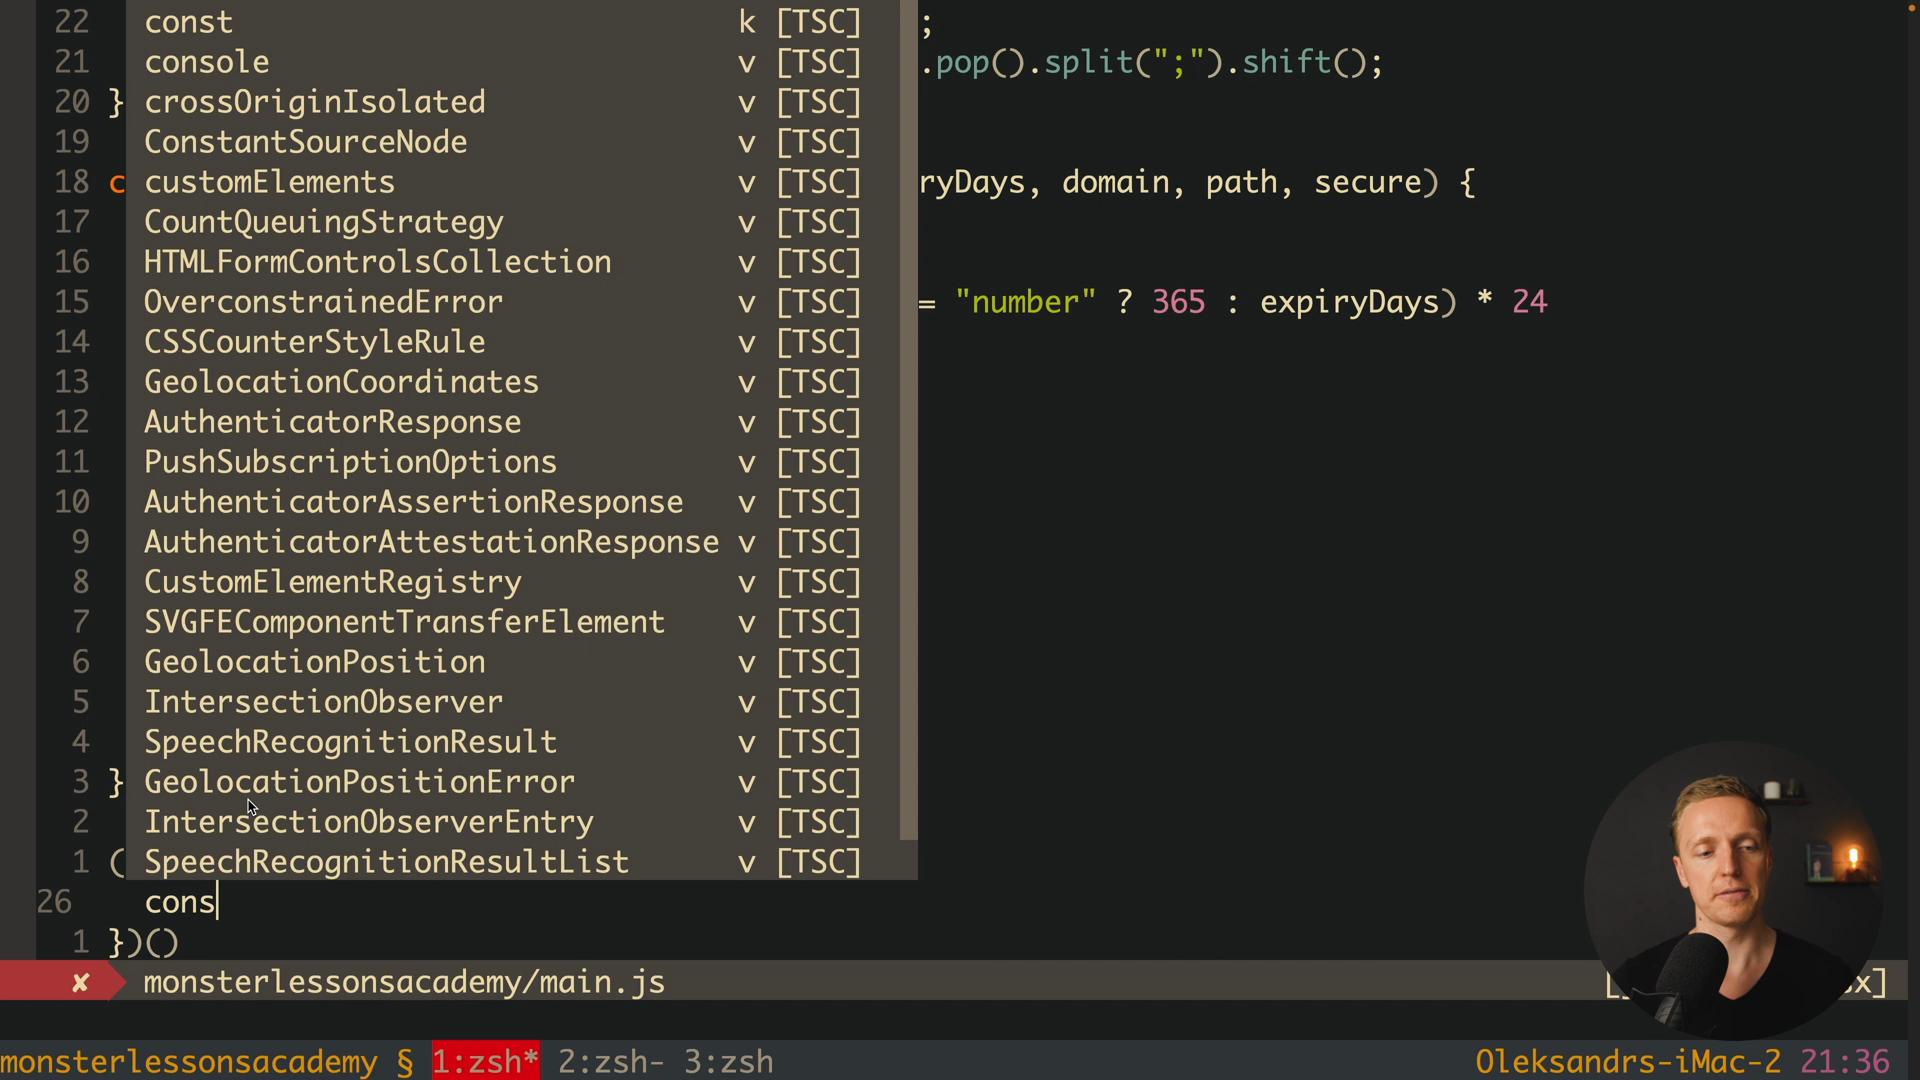 22 const k [TSC] ;
21 console v [TSC] .pop().split(";").shift();
20 } crossOriginIsolated v [TSC]
19 ConstantSourceNode v [TSC]
18 c customElements v [TSC] ryDays, domain, path, secure) {
17 CountQueuingStrategy v [TSC]
16 HTMLFormControlsCollection v [TSC]
15 OverconstrainedError v [TSC] = "number" ? 365 : expiryDays) * 24
14 CSSCounterStyleRule v [TSC]
13 GeolocationCoordinates v [TSC]
12 AuthenticatorResponse v [TSC]
11 PushSubscriptionOptions v [TSC]
10 AuthenticatorAssertionResponse v [TSC]
9 AuthenticatorAttestationResponse v [TSC]
8 CustomElementRegistry v [TSC]
7 SVGFEComponentTransferElement v [TSC]
6 GeolocationPosition v [TSC]
5 IntersectionObserver v [TSC]
4 SpeechRecognitionResult v [TSC]
3 } GeolocationPositionError v [TSC]
2 IntersectionObserverEntry v [TSC]
1 ( SpeechRecognitionResultList v [TSC]
26 cons
1 })()
✘ monsterlessonsacademy/main.js
monsterlessonsacademy § 1:zsh* 2:zsh- 3:zsh Oleksandrs-iMac-2 21:36